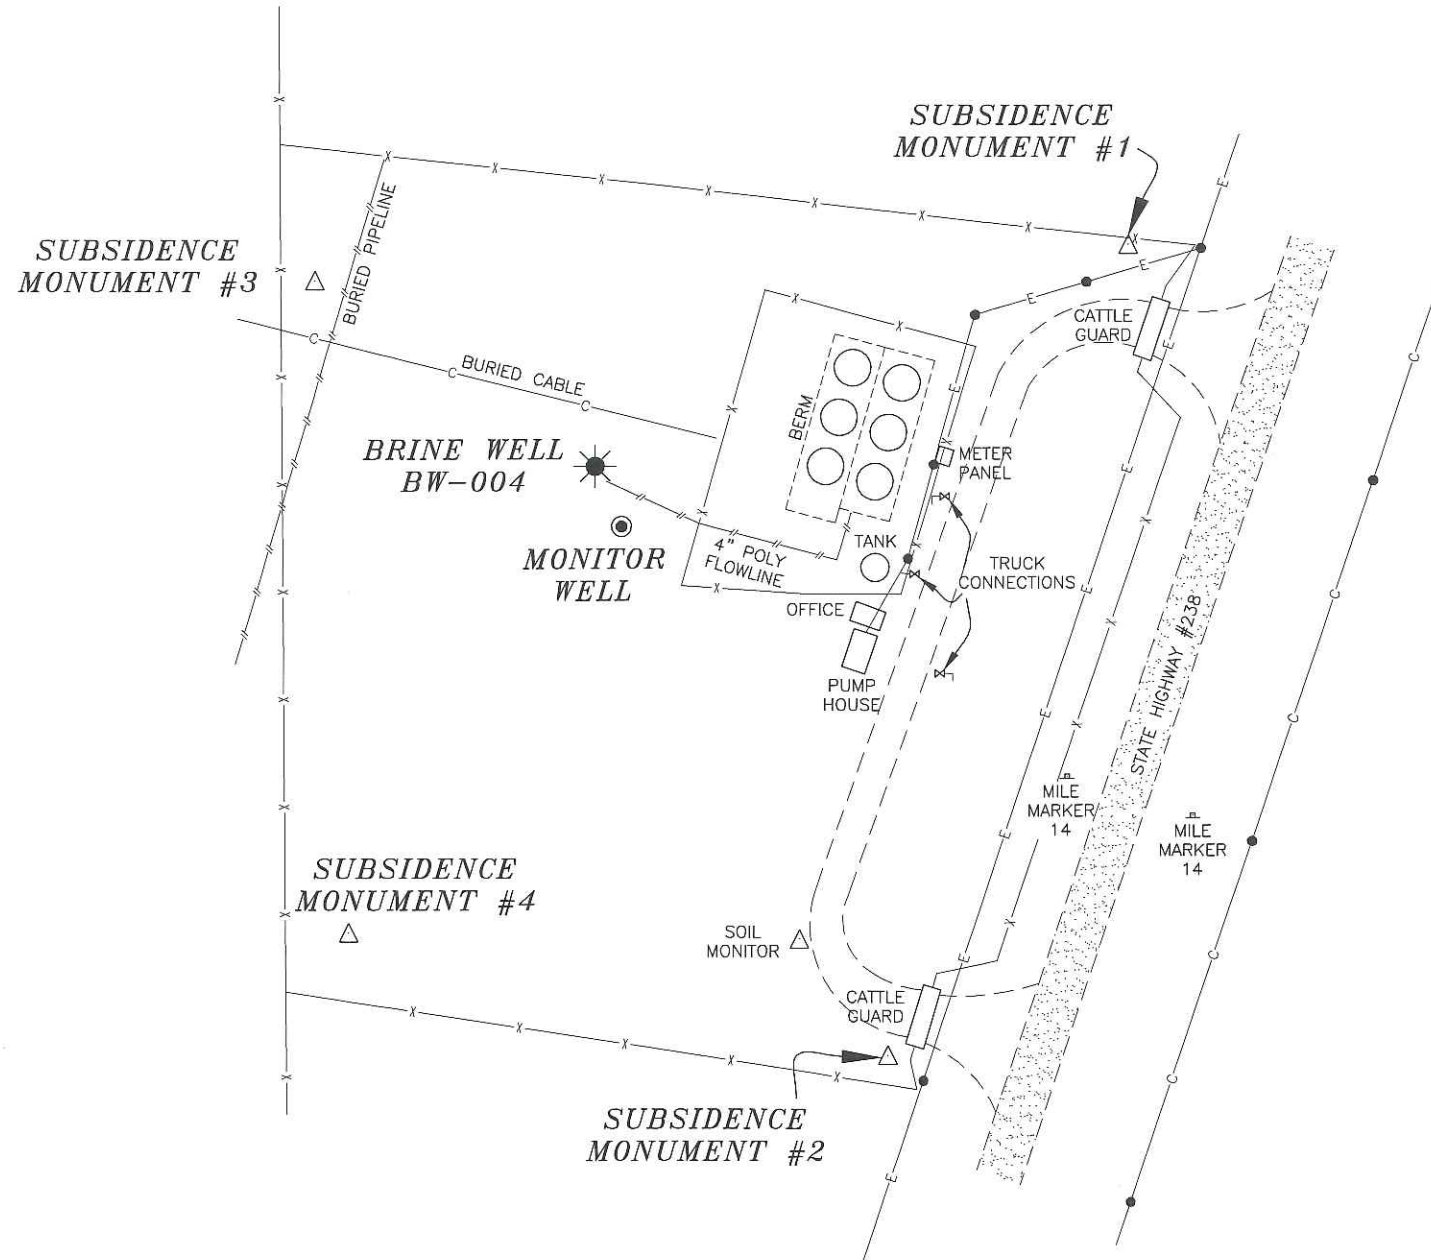 SUBSIDENCE
MONUMENT #1
SUBSIDENCE
MONUMENT #3
BURIED PIPELINE
CATTLE
GUARD
BURIED CABLE
BERM
BRINE WELL
BW-004
METER
PANEL
MONITOR
WELL
4" POLY
FLOWLINE
TANK
TRUCK
CONNECTIONS
OFFICE
PUMP
HOUSE
STATE HIGHWAY #238
MILE
MARKER
14
MILE
MARKER
14
SUBSIDENCE
MONUMENT #4
SOIL
MONITOR
CATTLE
GUARD
SUBSIDENCE
MONUMENT #2